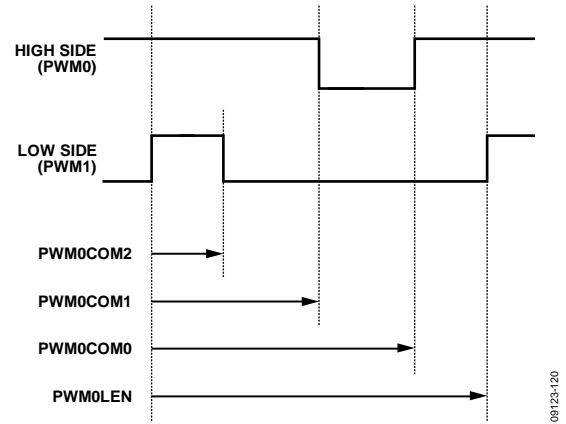 HIGH SIDE
(PWM0)
LOW SIDE
(PWM1)
PWM0COM2
PWM0COM1
PWM0COM0
PWM0LEN
09123-120